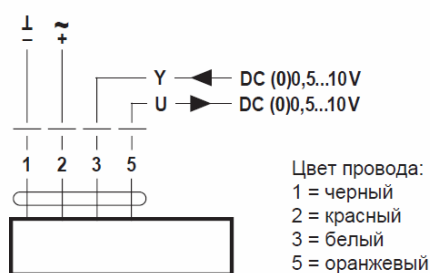 ⊥ ~
− +
Y DC (0)0,5...10V
U DC (0)0,5...10V
1 2 3 5
Цвет провода:
1 = черный
2 = красный
3 = белый
5 = оранжевый